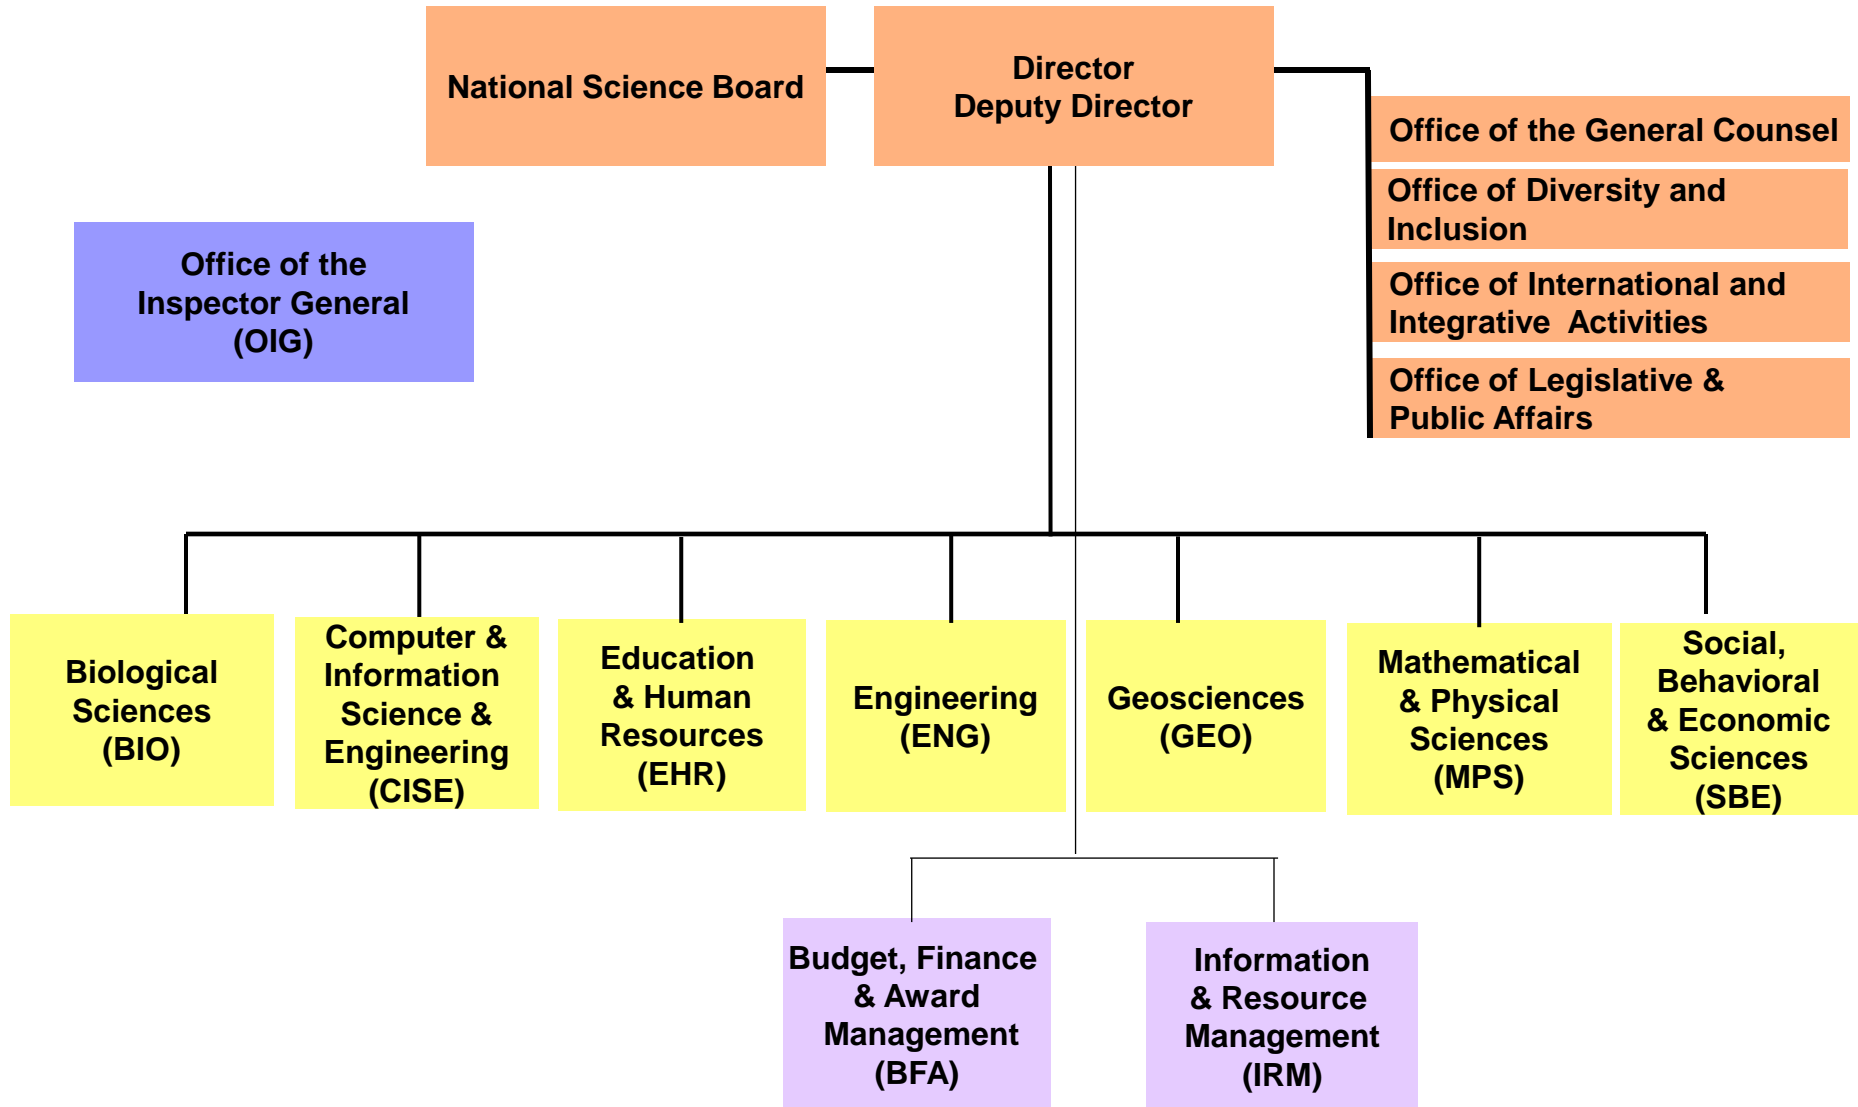 National Science Board
Director
Deputy Director
Office of the General Counsel
Office of Diversity and
Inclusion
Office of International and
Integrative Activities
Office of Legislative &
Public Affairs
Office of the
Inspector General
(OIG)
Biological
Sciences
(BIO)
Computer &
Information
Science &
Engineering
(CISE)
Education
& Human
Resources
(EHR)
Engineering
(ENG)
Geosciences
(GEO)
Mathematical
& Physical
Sciences
(MPS)
Social,
Behavioral
& Economic
Sciences
(SBE)
Budget, Finance
& Award
Management
(BFA)
Information
& Resource
Management
(IRM)